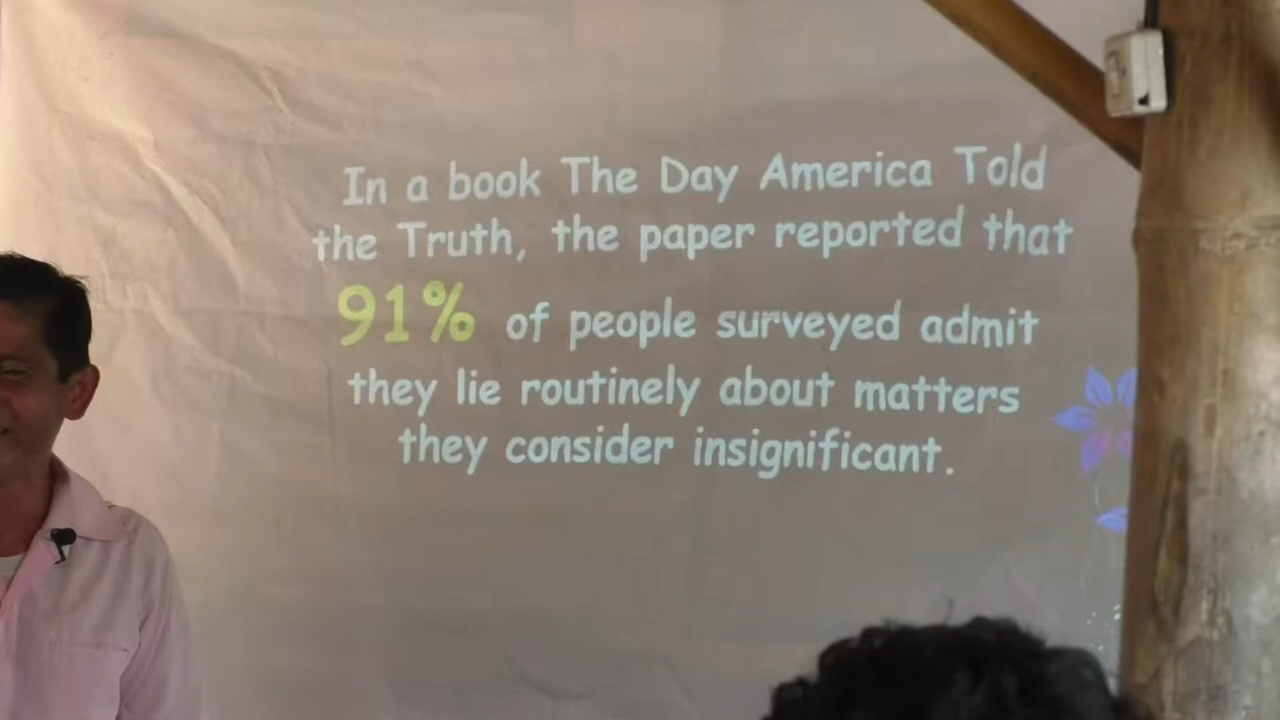 In a book The Day America Told
the Truth, the paper reported that
91% of people surveyed admit
they lie routinely about matters
they consider insignificant.